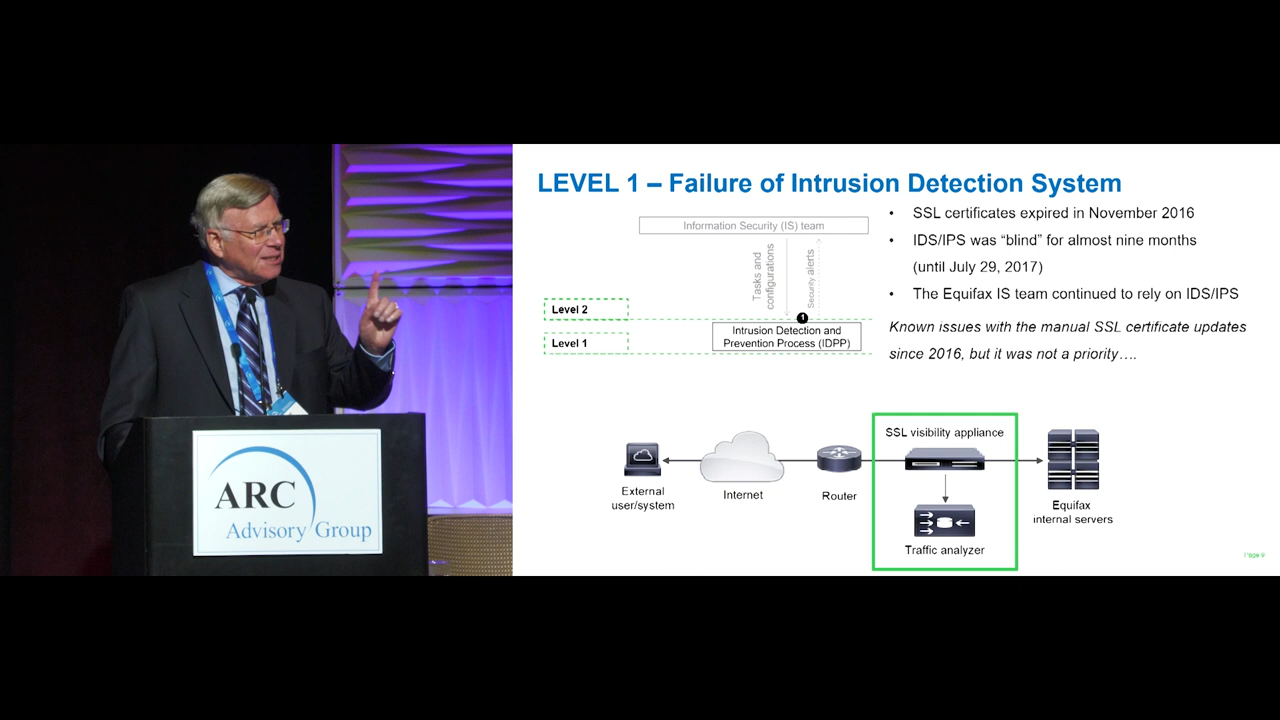 ARC
Advisory Group
LEVEL 1 – Failure of Intrusion Detection System
Information Security (IS) team
Tasks and
configurations
Security alerts
Level 2
1
Intrusion Detection and
Prevention Process (IDPP)
Level 1
• SSL certificates expired in November 2016
• IDS/IPS was “blind” for almost nine months
(until July 29, 2017)
• The Equifax IS team continued to rely on IDS/IPS
Known issues with the manual SSL certificate updates
since 2016, but it was not a priority….
SSL visibility appliance
External
user/system
Internet
Router
Traffic analyzer
Equifax
internal servers
Page 9